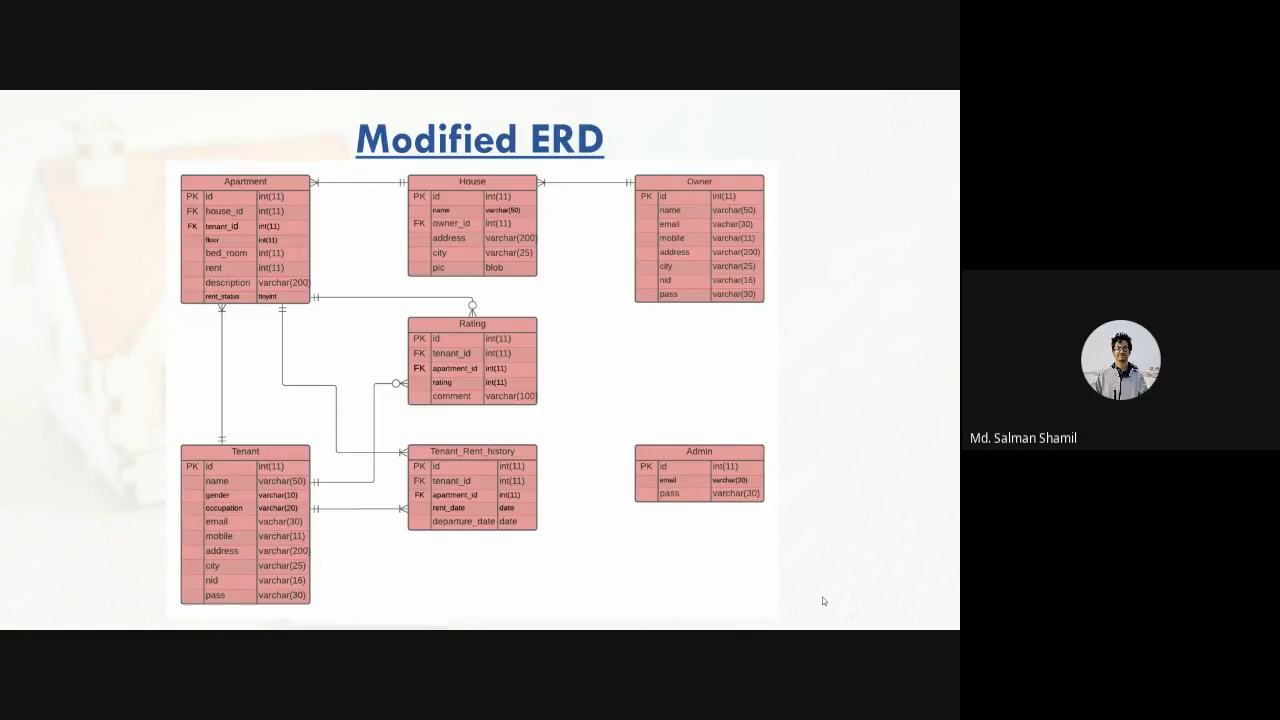 Modified ERD
Apartment
PK id int(11)
FK house_id int(11)
FK tenant_id int(11)
floor int(11)
bed_room int(11)
rent int(11)
description varchar(200)
rent_status tinyint
House
PK id int(11)
name varchar(50)
FK owner_id int(11)
address varchar(200)
city varchar(25)
pic blob
Owner
PK id int(11)
name varchar(50)
email vachar(30)
mobile varchar(11)
address varchar(200)
city varchar(25)
nid varchar(16)
pass varchar(30)
Rating
PK id int(11)
FK tenant_id int(11)
FK apartment_id int(11)
rating int(11)
comment varchar(100)
Tenant
PK id int(11)
name varchar(50)
gender varchar(10)
occupation varchar(20)
email vachar(30)
mobile varchar(11)
address varchar(200)
city varchar(25)
nid varchar(16)
pass varchar(30)
Tenant_Rent_history
PK id int(11)
FK tenant_id int(11)
FK apartment_id int(11)
rent_date date
departure_date date
Admin
PK id int(11)
email varchar(30)
pass varchar(30)
Md. Salman Shamil